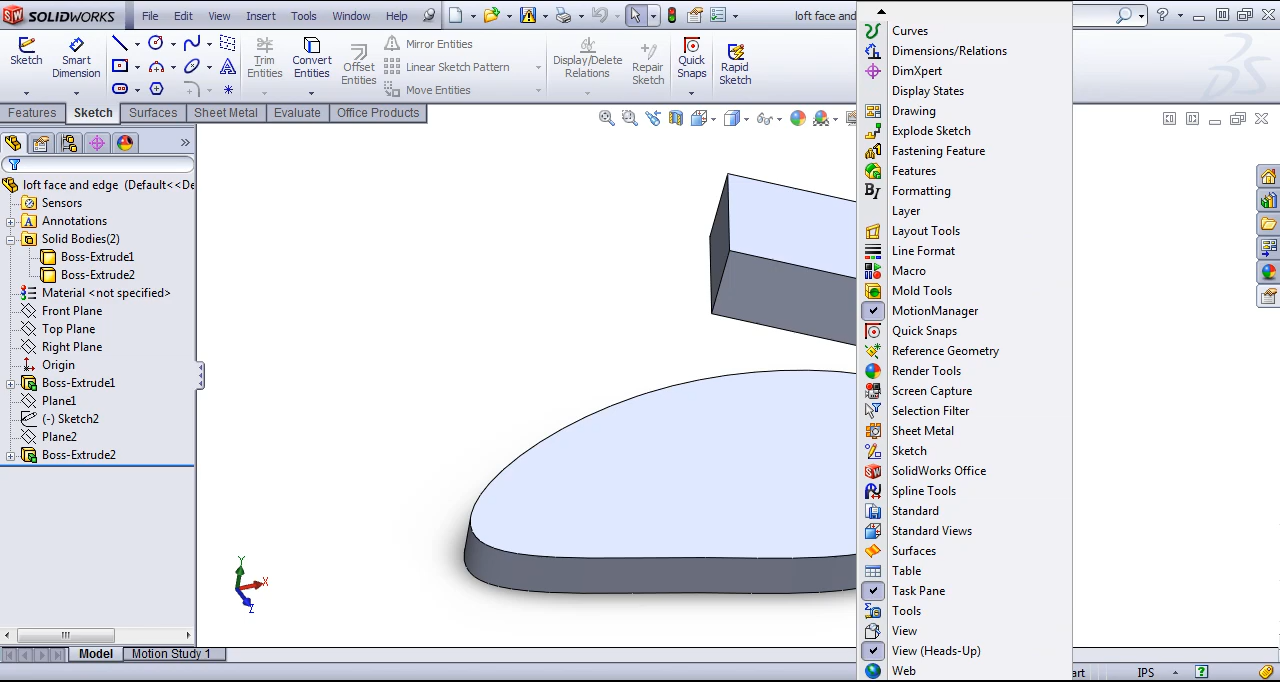 SOLIDWORKS
File Edit View Insert Tools Window Help
loft face and
Sketch
Smart Dimension
Trim Entities
Convert Entities
Offset Entities
Mirror Entities
Linear Sketch Pattern
Move Entities
Display/Delete Relations
Repair Sketch
Quick Snaps
Rapid Sketch
Features Sketch Surfaces Sheet Metal Evaluate Office Products
loft face and edge (Default<<De
Sensors
Annotations
Solid Bodies(2)
Boss-Extrude1
Boss-Extrude2
Material <not specified>
Front Plane
Top Plane
Right Plane
Origin
Boss-Extrude1
Plane1
(-) Sketch2
Plane2
Boss-Extrude2
Y
X
Z
Model Motion Study 1
Curves
Dimensions/Relations
DimXpert
Display States
Drawing
Explode Sketch
Fastening Feature
Features
Formatting
Layer
Layout Tools
Line Format
Macro
Mold Tools
MotionManager
Quick Snaps
Reference Geometry
Render Tools
Screen Capture
Selection Filter
Sheet Metal
Sketch
SolidWorks Office
Spline Tools
Standard
Standard Views
Surfaces
Table
Task Pane
Tools
View
View (Heads-Up)
Web
art IPS